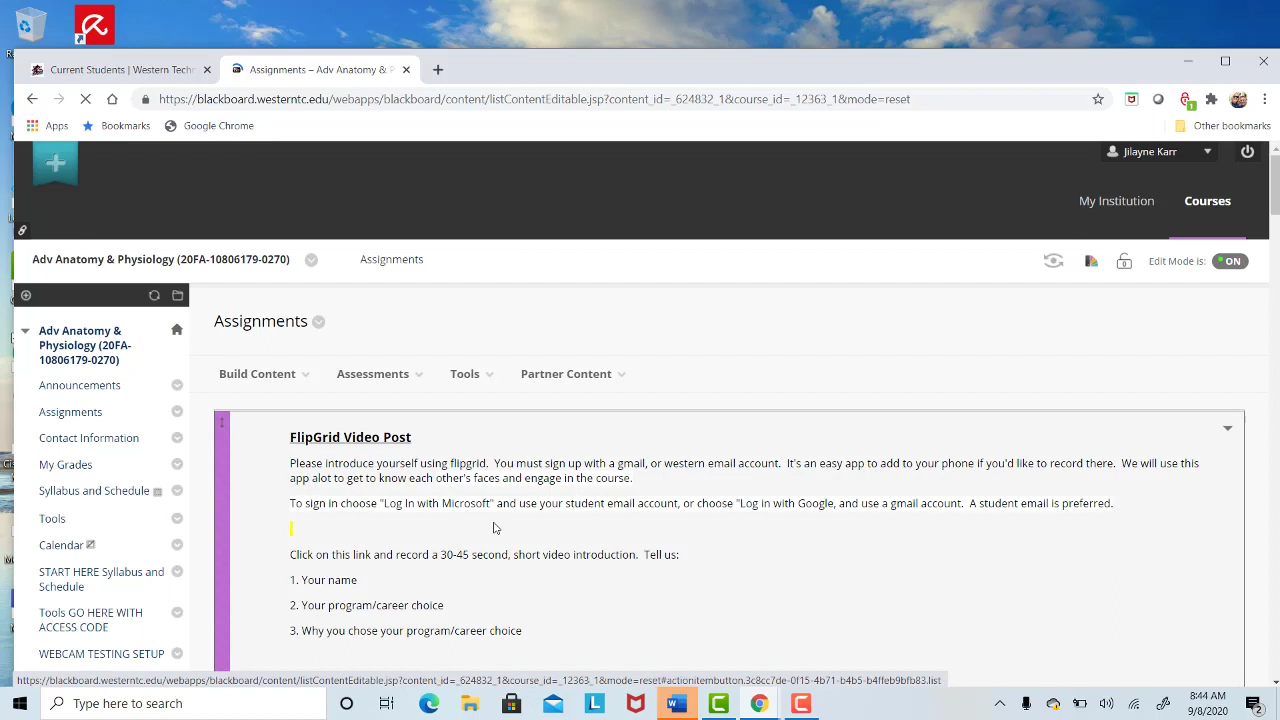 Current Students | Western Techn
Assignments – Adv Anatomy & P
https://blackboard.westerntc.edu/webapps/blackboard/content/listContentEditable.jsp?content_id=_624832_1&course_id=_12363_1&mode=reset
1
Apps
Bookmarks
Google Chrome
Other bookmarks
Jilayne Karr
My Institution
Courses
Adv Anatomy & Physiology (20FA-10806179-0270)
Assignments
Edit Mode is:
ON
Adv Anatomy &
Physiology (20FA-
10806179-0270)
Announcements
Assignments
Contact Information
My Grades
Syllabus and Schedule
Tools
Calendar
START HERE Syllabus and
Schedule
Tools GO HERE WITH
ACCESS CODE
WEBCAM TESTING SETUP
Assignments
Build Content
Assessments
Tools
Partner Content
FlipGrid Video Post
Please introduce yourself using flipgrid.  You must sign up with a gmail, or western email account.  It's an easy app to add to your phone if you'd like to record there.  We will use this
app alot to get to know each other's faces and engage in the course.
To sign in choose "Log In with Microsoft" and use your student email account, or choose "Log in with Google, and use a gmail account.  A student email is preferred.
Click on this link and record a 30-45 second, short video introduction.  Tell us:
1. Your name
2. Your program/career choice
3. Why you chose your program/career choice
https://blackboard.westerntc.edu/webapps/blackboard/content/listContentEditable.jsp?content_id=_624832_1&course_id=_12363_1&mode=reset#actionitembutton.3c8cc7de-0f15-4b71-b4b5-b4ffeb9bfb83.list
Type here to search
8:44 AM
9/8/2020
2